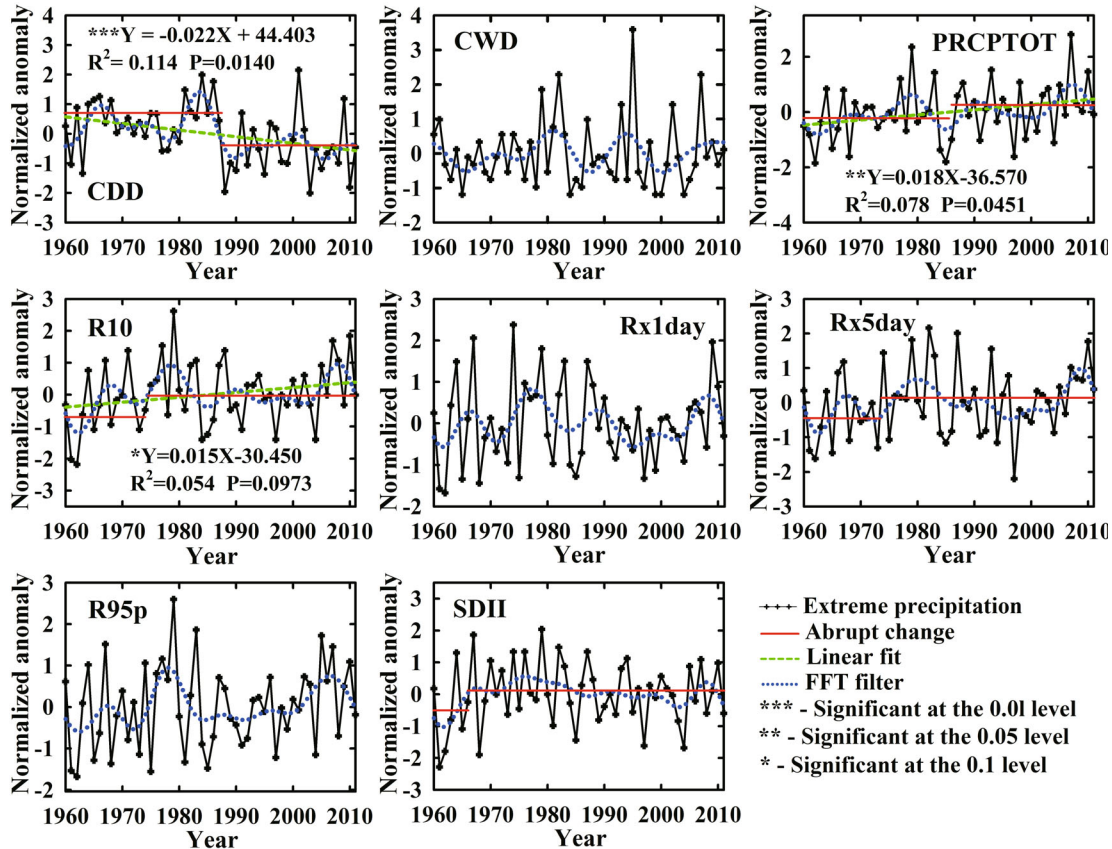 ***Y = -0.022X + 44.403
R²= 0.114 P=0.0140
CDD
Normalized anomaly
4
3
2
1
0
-1
-2
-3
1960 1970 1980 1990 2000 2010
Year
CWD
Normalized anomaly
4
3
2
1
0
-1
-2
1960 1970 1980 1990 2000 2010
Year
PRCPTOT
**Y=0.018X-36.570
R²=0.078 P=0.0451
Normalized anomaly
2
0
-2
-4
1960 1970 1980 1990 2000 2010
Year
R10
*Y=0.015X-30.450
R²=0.054 P=0.0973
Normalized anomaly
3
2
1
0
-1
-2
-3
1960 1970 1980 1990 2000 2010
Year
Rx1day
Normalized anomaly
3
2
1
0
-1
-2
1960 1970 1980 1990 2000 2010
Year
Rx5day
Normalized anomaly
3
2
1
0
-1
-2
-3
1960 1970 1980 1990 2000 2010
Year
R95p
Normalized anomaly
3
2
1
0
-1
-2
1960 1970 1980 1990 2000 2010
Year
SDII
Normalized anomaly
3
2
1
0
-1
-2
-3
1960 1970 1980 1990 2000 2010
Year
Extreme precipitation
Abrupt change
Linear fit
FFT filter
*** - Significant at the 0.0l level
** - Significant at the 0.05 level
* - Significant at the 0.1 level